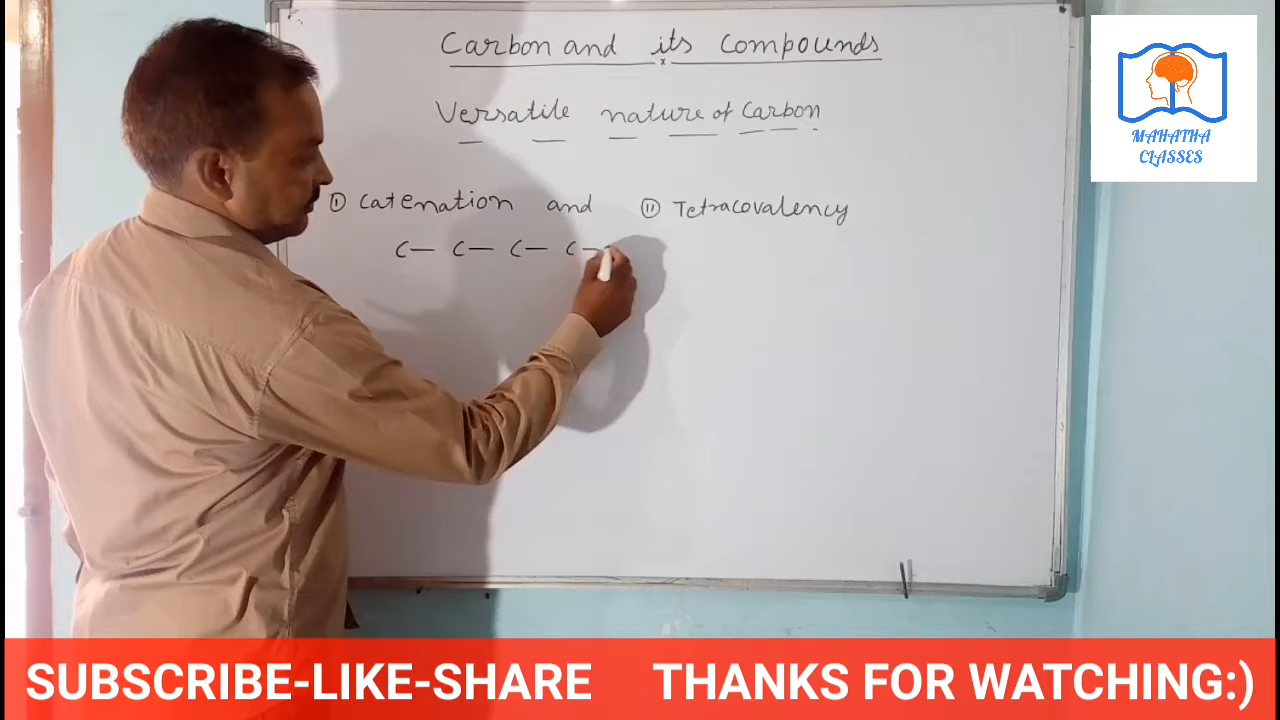 Carbon and its Compounds
Versatile nature of Carbon
① Catenation and ② Tetracovalency
C — C — C — C —
MAHATHA
CLASSES
SUBSCRIBE-LIKE-SHARE THANKS FOR WATCHING:)